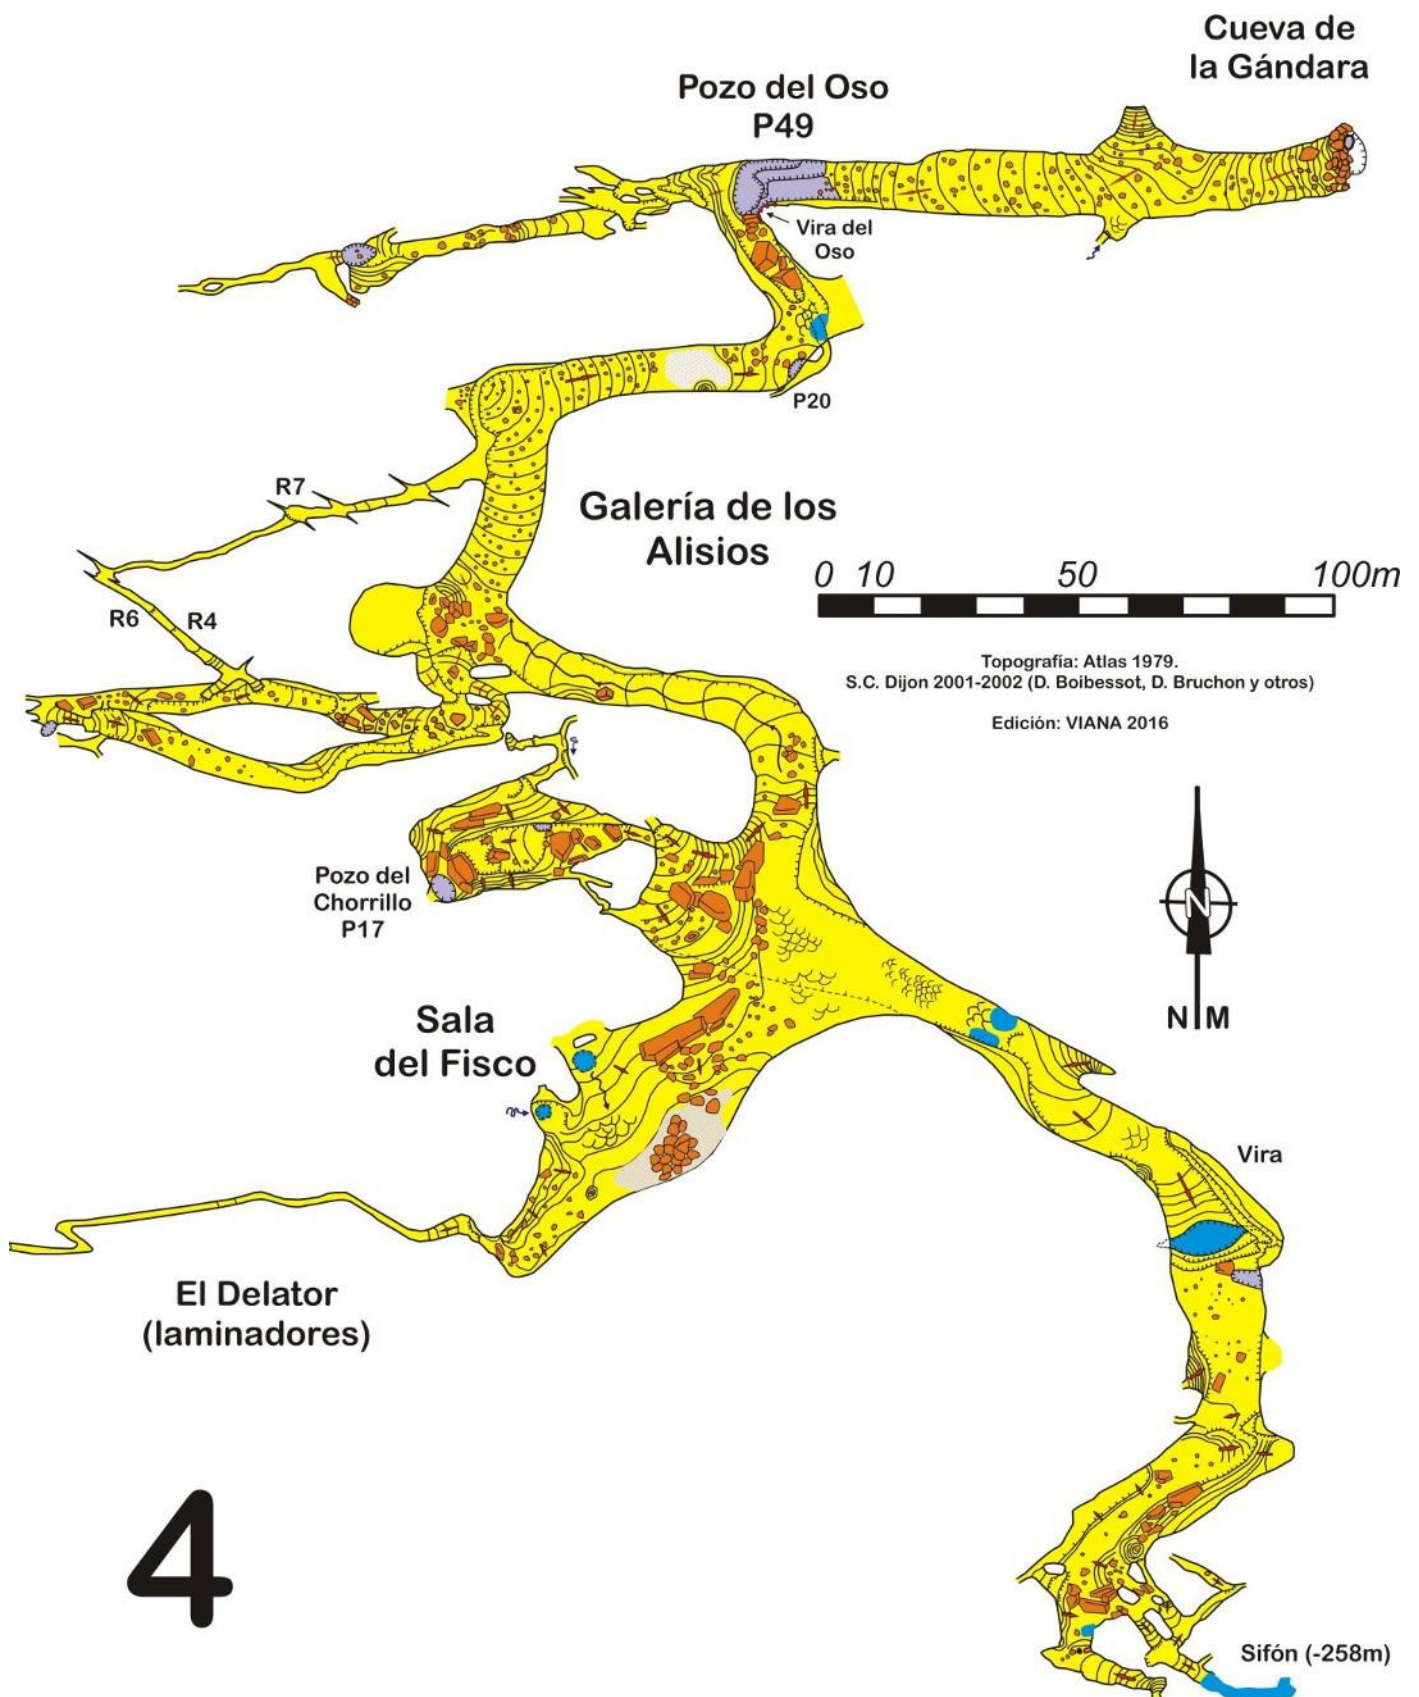 Cueva de
la Gándara
Pozo del Oso
P49
Vira del
Oso
P20
R7
Galería de los
Alisios
0 10 50 100m
R6 R4
Topografía: Atlas 1979.
S.C. Dijon 2001-2002 (D. Boibessot, D. Bruchon y otros)
Edición: VIANA 2016
Pozo del
Chorrillo
P17
N
N M
Sala
del Fisco
Vira
El Delator
(laminadores)
4
Sifón (-258m)